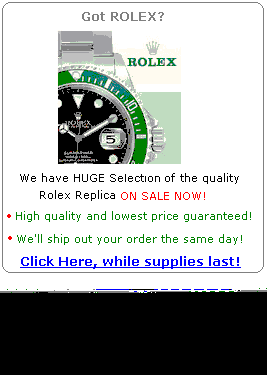 Got ROLEX?
ROLEX
ROLEX
5
We have HUGE Selection of the quality
Rolex Replica ON SALE NOW!
High quality and lowest price guaranteed!
We'll ship out your order the same day!
Click Here, while supplies last!